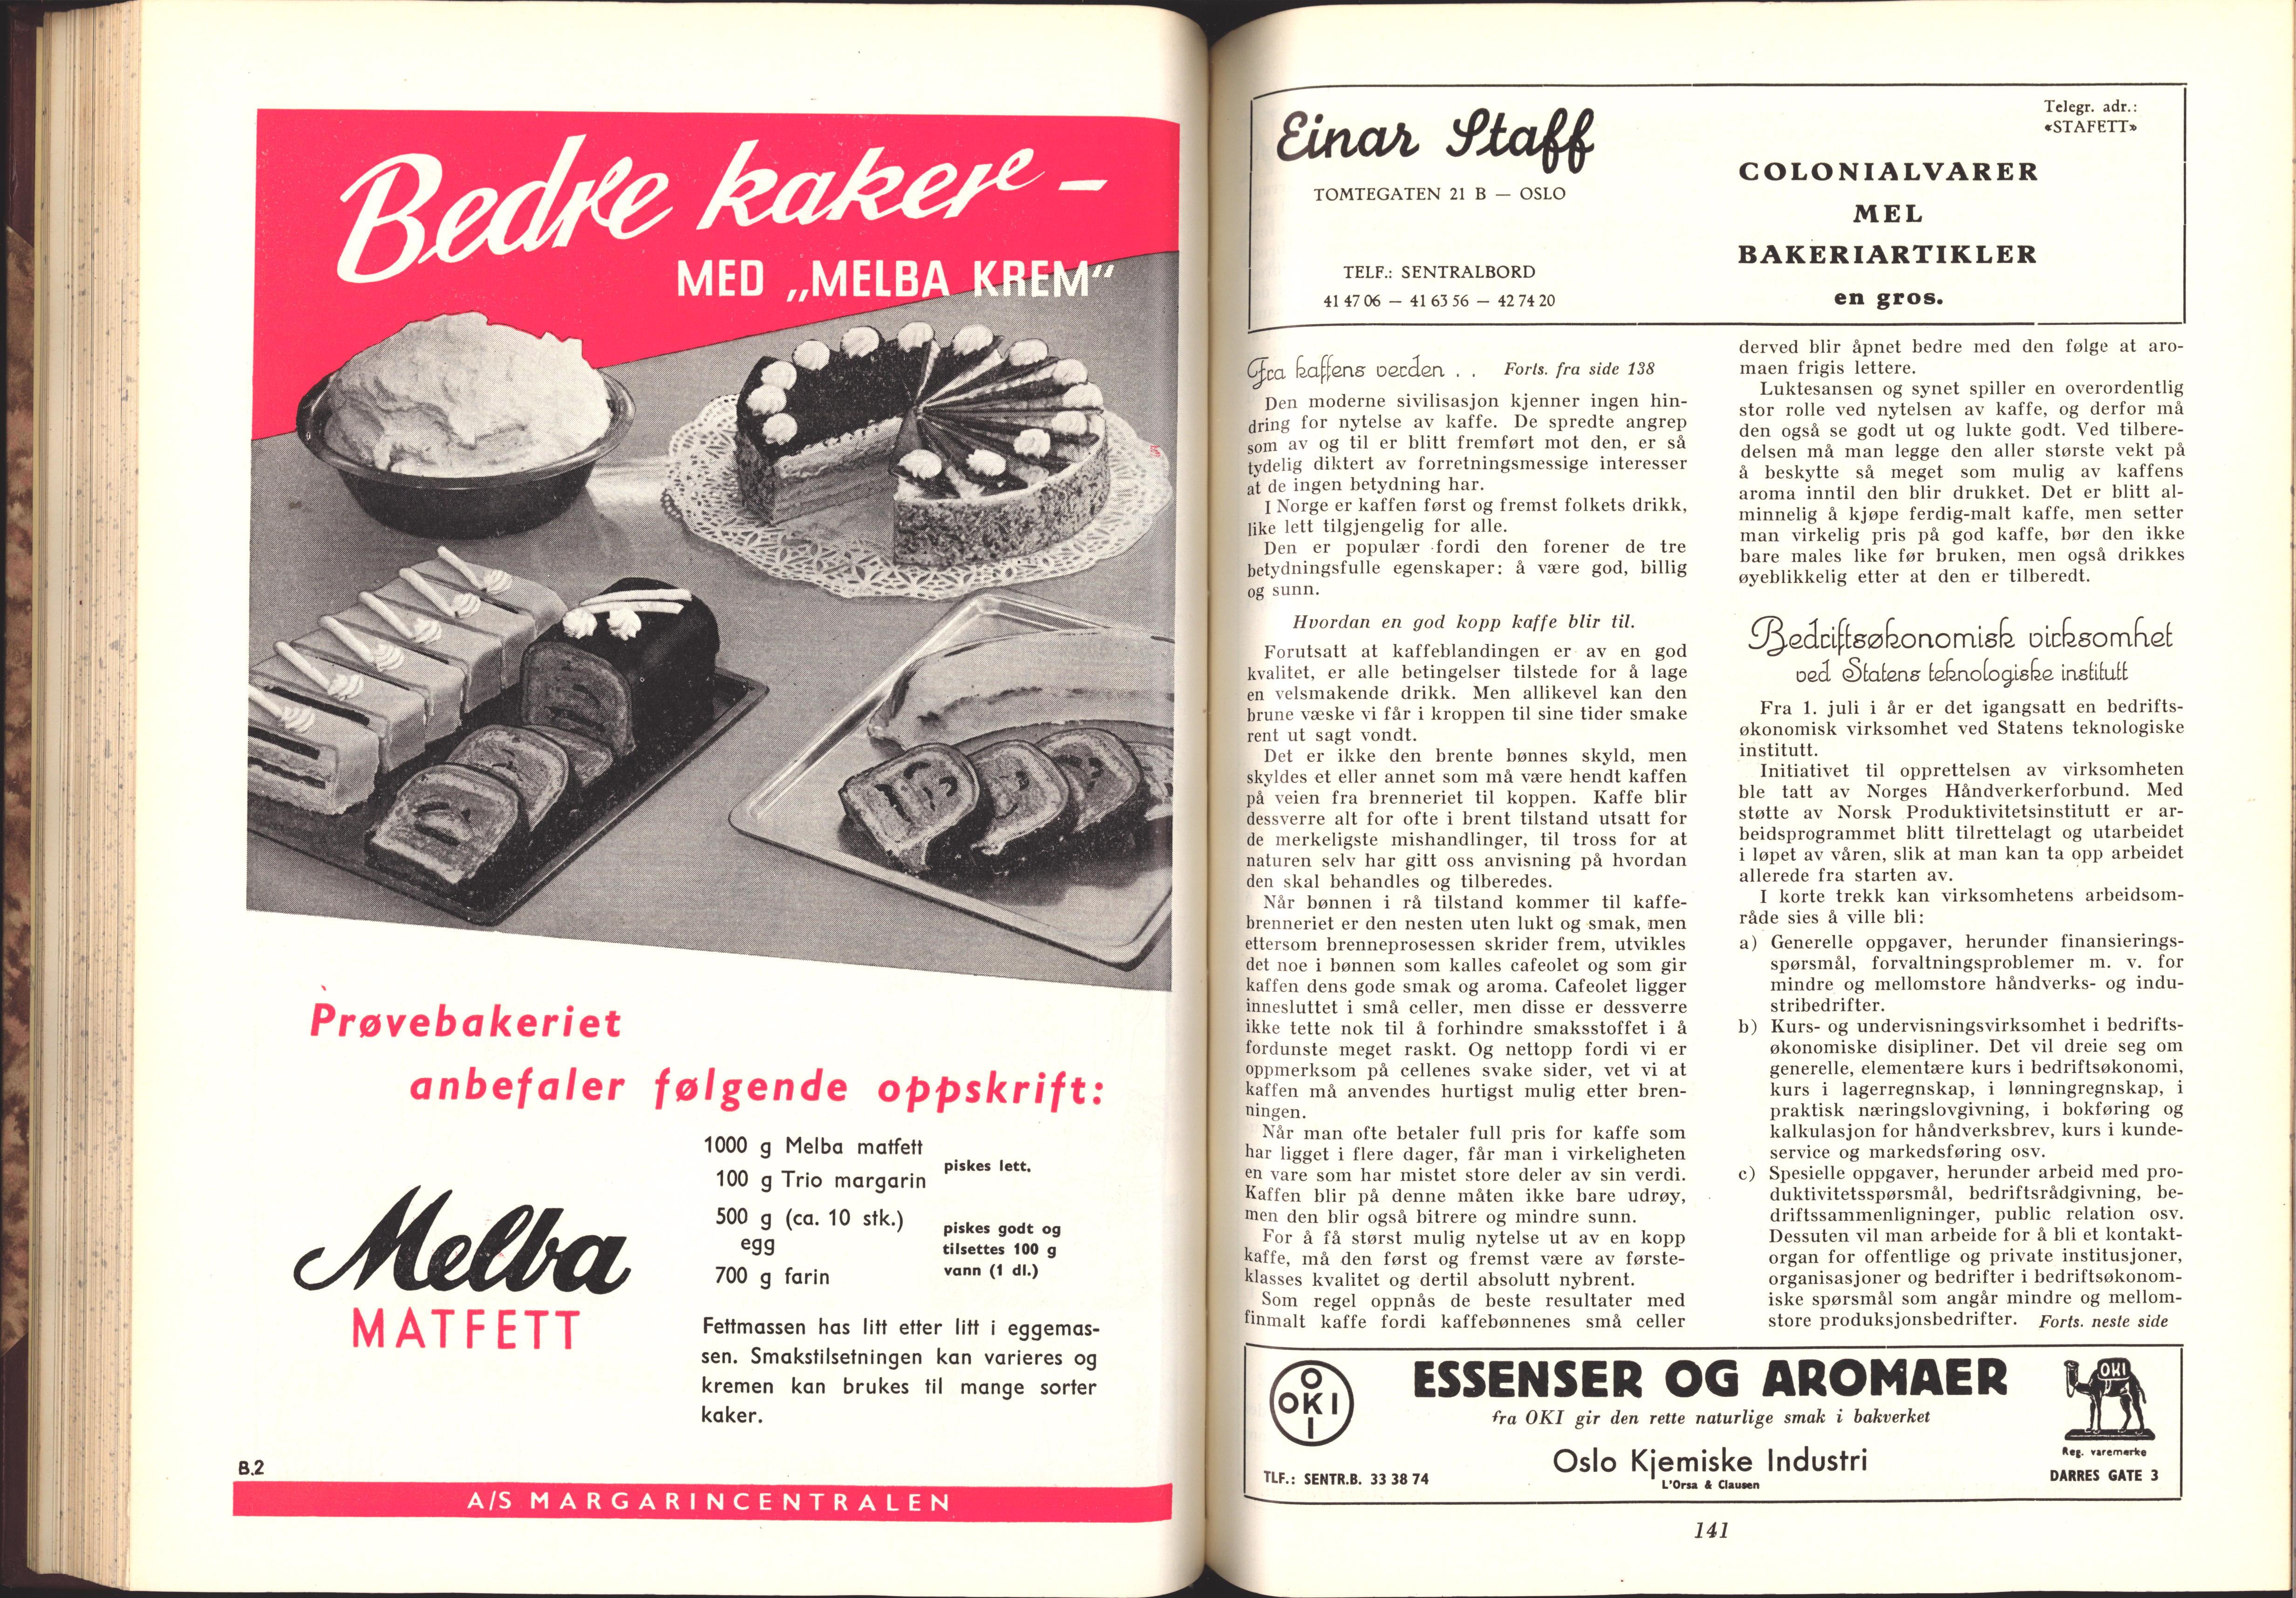 Bedre kaker –
MED „MELBA KREM“
Prøvebakeriet
anbefaler følgende oppskrift:
Melba
MATFETT
1000 g Melba matfett
100 g Trio margarin
piskes lett.
500 g (ca. 10 stk.)
egg
700 g farin
piskes godt og
tilsettes 100 g
vann (1 dl.)
Fettmassen has litt etter litt i eggemas-
sen. Smakstilsetningen kan varieres og
kremen kan brukes til mange sorter
kaker.
B.2
A/S MARGARINCENTRALEN
Einar Staff
TOMTEGATEN 21 B — OSLO
TELF.: SENTRALBORD
41 47 06 — 41 63 56 — 42 74 20
Telegr. adr.:
«STAFETT»
COLONIALVARER
MEL
BAKERIARTIKLER
en gros.
Fra kaffens verden . . Forts. fra side 138
Den moderne sivilisasjon kjenner ingen hin-
dring for nytelse av kaffe. De spredte angrep
som av og til er blitt fremført mot den, er så
tydelig diktert av forretningsmessige interesser
at de ingen betydning har.
I Norge er kaffen først og fremst folkets drikk,
like lett tilgjengelig for alle.
Den er populær fordi den forener de tre
betydningsfulle egenskaper: å være god, billig
og sunn.
Hvordan en god kopp kaffe blir til.
Forutsatt at kaffeblandingen er av en god
kvalitet, er alle betingelser tilstede for å lage
en velsmakende drikk. Men allikevel kan den
brune væske vi får i kroppen til sine tider smake
rent ut sagt vondt.
Det er ikke den brente bønnes skyld, men
skyldes et eller annet som må være hendt kaffen
på veien fra brenneriet til koppen. Kaffe blir
dessverre alt for ofte i brent tilstand utsatt for
de merkeligste mishandlinger, til tross for at
naturen selv har gitt oss anvisning på hvordan
den skal behandles og tilberedes.
Når bønnen i rå tilstand kommer til kaffe-
brenneriet er den nesten uten lukt og smak, men
ettersom brenneprosessen skrider frem, utvikles
det noe i bønnen som kalles cafeolet og som gir
kaffen dens gode smak og aroma. Cafeolet ligger
innesluttet i små celler, men disse er dessverre
ikke tette nok til å forhindre smaksstoffet i å
fordunste meget raskt. Og nettopp fordi vi er
oppmerksom på cellenes svake sider, vet vi at
kaffen må anvendes hurtigst mulig etter bren-
ningen.
Når man ofte betaler full pris for kaffe som
har ligget i flere dager, får man i virkeligheten
en vare som har mistet store deler av sin verdi.
Kaffen blir på denne måten ikke bare udrøy,
men den blir også bitrere og mindre sunn.
For å få størst mulig nytelse ut av en kopp
kaffe, må den først og fremst være av første-
klasses kvalitet og dertil absolutt nybrent.
Som regel oppnås de beste resultater med
finmalt kaffe fordi kaffebønnenes små celler
derved blir åpnet bedre med den følge at aro-
maen frigis lettere.
Luktesansen og synet spiller en overordentlig
stor rolle ved nytelsen av kaffe, og derfor må
den også se godt ut og lukte godt. Ved tilbere-
delsen må man legge den aller største vekt på
å beskytte så meget som mulig av kaffens
aroma inntil den blir drukket. Det er blitt al-
minnelig å kjøpe ferdig-malt kaffe, men setter
man virkelig pris på god kaffe, bør den ikke
bare males like før bruken, men også drikkes
øyeblikkelig etter at den er tilberedt.
Bedriftsøkonomisk virksomhet
ved Statens teknologiske institutt
Fra 1. juli i år er det igangsatt en bedrifts-
økonomisk virksomhet ved Statens teknologiske
institutt.
Initiativet til opprettelsen av virksomheten
ble tatt av Norges Håndverkerforbund. Med
støtte av Norsk Produktivitetsinstitutt er ar-
beidsprogrammet blitt tilrettelagt og utarbeidet
i løpet av våren, slik at man kan ta opp arbeidet
allerede fra starten av.
I korte trekk kan virksomhetens arbeidsom-
råde sies å ville bli:
a) Generelle oppgaver, herunder finansierings-
spørsmål, forvaltningsproblemer m. v. for
mindre og mellomstore håndverks- og indu-
stribedrifter.
b) Kurs- og undervisningsvirksomhet i bedrifts-
økonomiske disipliner. Det vil dreie seg om
generelle, elementære kurs i bedriftsøkonomi,
kurs i lagerregnskap, i lønningregnskap, i
praktisk næringslovgivning, i bokføring og
kalkulasjon for håndverksbrev, kurs i kunde-
service og markedsføring osv.
c) Spesielle oppgaver, herunder arbeid med pro-
duktivitetsspørsmål, bedriftsrådgivning, be-
driftssammenligninger, public relation osv.
Dessuten vil man arbeide for å bli et kontakt-
organ for offentlige og private institusjoner,
organisasjoner og bedrifter i bedriftsøkonom-
iske spørsmål som angår mindre og mellom-
store produksjonsbedrifter. Forts. neste side
O
OKI
I
TLF.: SENTR.B. 33 38 74
ESSENSER OG AROMAER
fra OKI gir den rette naturlige smak i bakverket
Oslo Kjemiske Industri
L'Orsa & Clausen
OKI
Reg. varemerke
DARRES GATE 3
141